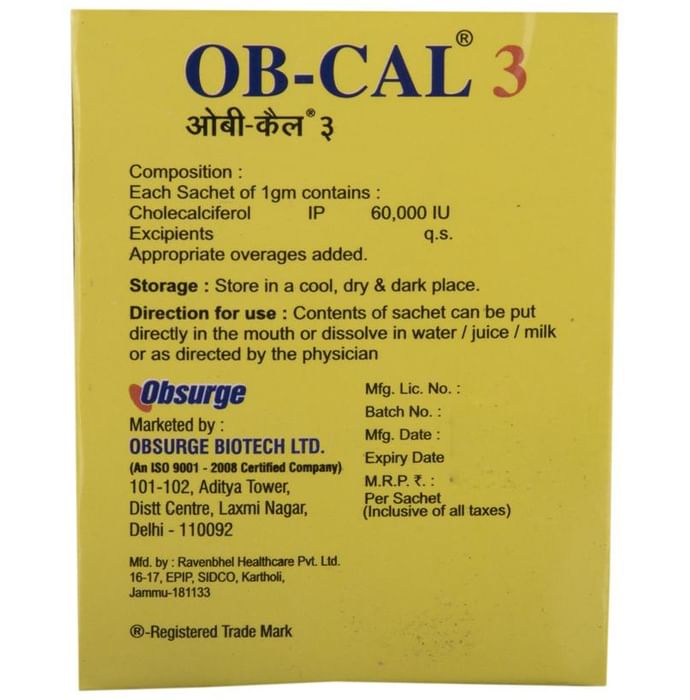 OB-CAL® 3
ओबी-कैल® ३
Composition :
Each Sachet of 1gm contains :
Cholecalciferol IP 60,000 IU
Excipients q.s.
Appropriate overages added.
Storage : Store in a cool, dry & dark place.
Direction for use : Contents of sachet can be put
directly in the mouth or dissolve in water / juice / milk
or as directed by the physician
Obsurge
Marketed by :
OBSURGE BIOTECH LTD.
(An ISO 9001 - 2008 Certified Company)
101-102, Aditya Tower,
Distt Centre, Laxmi Nagar,
Delhi - 110092
Mfd. by : Ravenbhel Healthcare Pvt. Ltd.
16-17, EPIP, SIDCO, Kartholi,
Jammu-181133
®-Registered Trade Mark
Mfg. Lic. No. :
Batch No. :
Mfg. Date :
Expiry Date
M.R.P. ₹. :
Per Sachet
(Inclusive of all taxes)